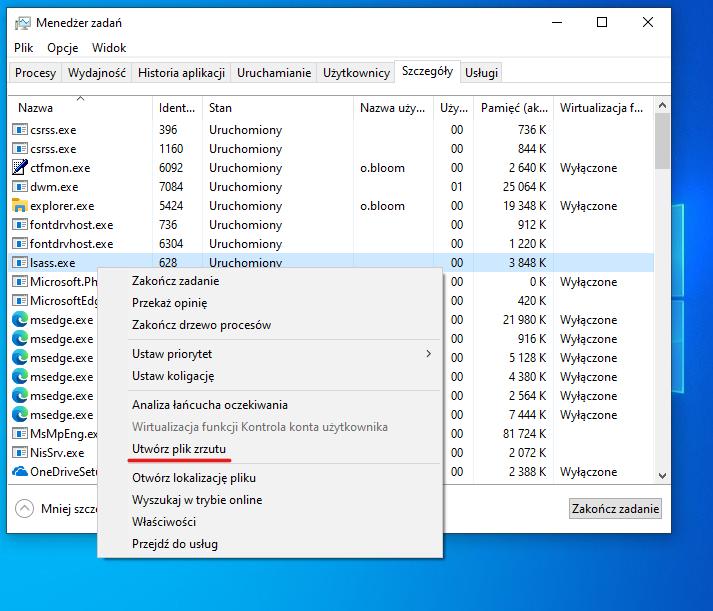 Menedżer zadań
Plik Opcje Widok
Procesy Wydajność Historia aplikacji Uruchamianie Użytkownicy Szczegóły Usługi
Nazwa Ident... Stan Nazwa uży... Uży... Pamięć (ak... Wirtualizacja f...
csrss.exe 396 Uruchomiony 00 736 K
csrss.exe 1160 Uruchomiony 00 844 K
ctfmon.exe 6092 Uruchomiony o.bloom 00 2 640 K Wyłączone
dwm.exe 7084 Uruchomiony 01 25 064 K
explorer.exe 5424 Uruchomiony o.bloom 00 19 348 K Wyłączone
fontdrvhost.exe 736 Uruchomiony 00 912 K
fontdrvhost.exe 6304 Uruchomiony 00 1 220 K
lsass.exe 628 Uruchomiony 00 3 848 K
Microsoft.Ph 00 0 K Wyłączone
MicrosoftEdg 00 420 K
msedge.exe 00 21 980 K Wyłączone
msedge.exe 00 916 K Wyłączone
msedge.exe 00 5 128 K Wyłączone
msedge.exe 00 4 380 K Wyłączone
msedge.exe 00 2 564 K Wyłączone
msedge.exe 00 7 444 K Wyłączone
MsMpEng.ex 00 81 724 K
NisSrv.exe 00 2 072 K
OneDriveSetu 00 2 388 K Wyłączone
Zakończ zadanie
Przekaż opinię
Zakończ drzewo procesów
Ustaw priorytet
Ustaw koligację
Analiza łańcucha oczekiwania
Wirtualizacja funkcji Kontrola konta użytkownika
Utwórz plik zrzutu
Otwórz lokalizację pliku
Wyszukaj w trybie online
Właściwości
Przejdź do usług
Mniej szcze
Zakończ zadanie